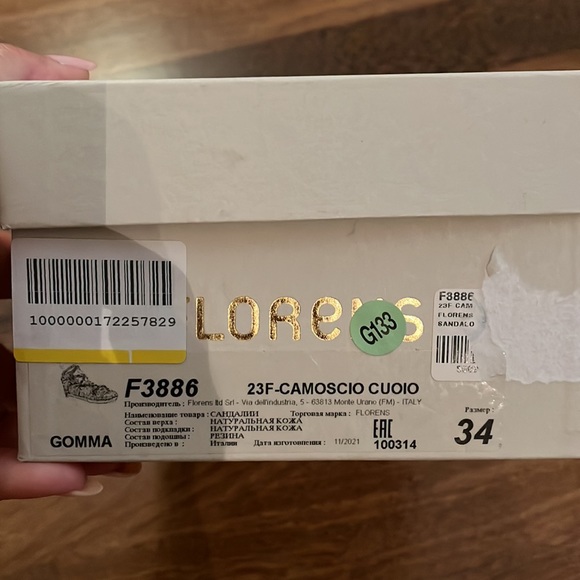 1000000172257829
FLORENS
G133
F3886
23F-CAM
FLORENS
SANDALO
F3886 23F-CAMOSCIO CUOIO
Производитель : Florens ltd Srl - Via dell'industria, 5 - 63813 Monte Urano (FM) - ITALY
Наименование товара : САНДАЛИИ Торговая марка : FLORENS
Состав верха : НАТУРАЛЬНАЯ КОЖА
Состав подкладки : НАТУРАЛЬНАЯ КОЖА
Состав подошвы : РЕЗИНА
Произведено в : Италия Дата изготовления : 11/2021
GOMMA
EAC
100314
Размер :
34